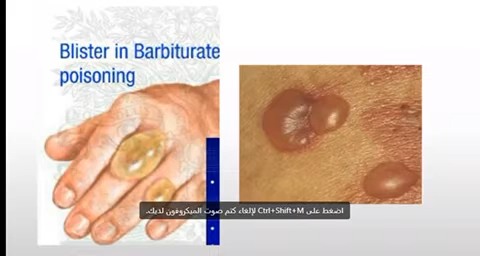 Blister in Barbiturate
poisoning
اضغط على Ctrl+Shift+M لإلغاء كتم صوت الميكروفون لديك.